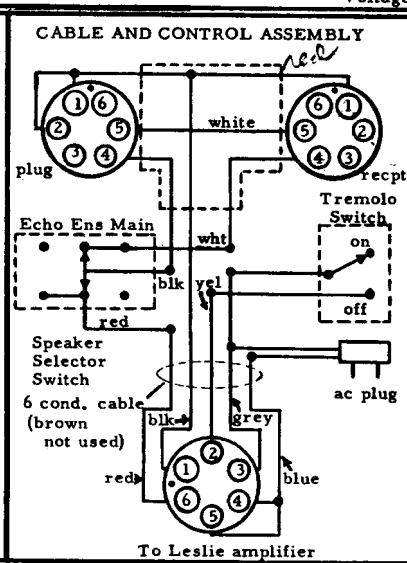 Voltage
CABLE AND CONTROL ASSEMBLY
1 6
2 5
3 4
plug
white
6 1
5 2
4 3
recpt
Tremolo
Switch
on
off
Echo Ens Main
wht
blk
yel
red
Speaker
Selector
Switch
6 cond. cable
(brown
not used)
ac plug
blk
grey
red
blue
2
1 3
6 4
5
To Leslie amplifier